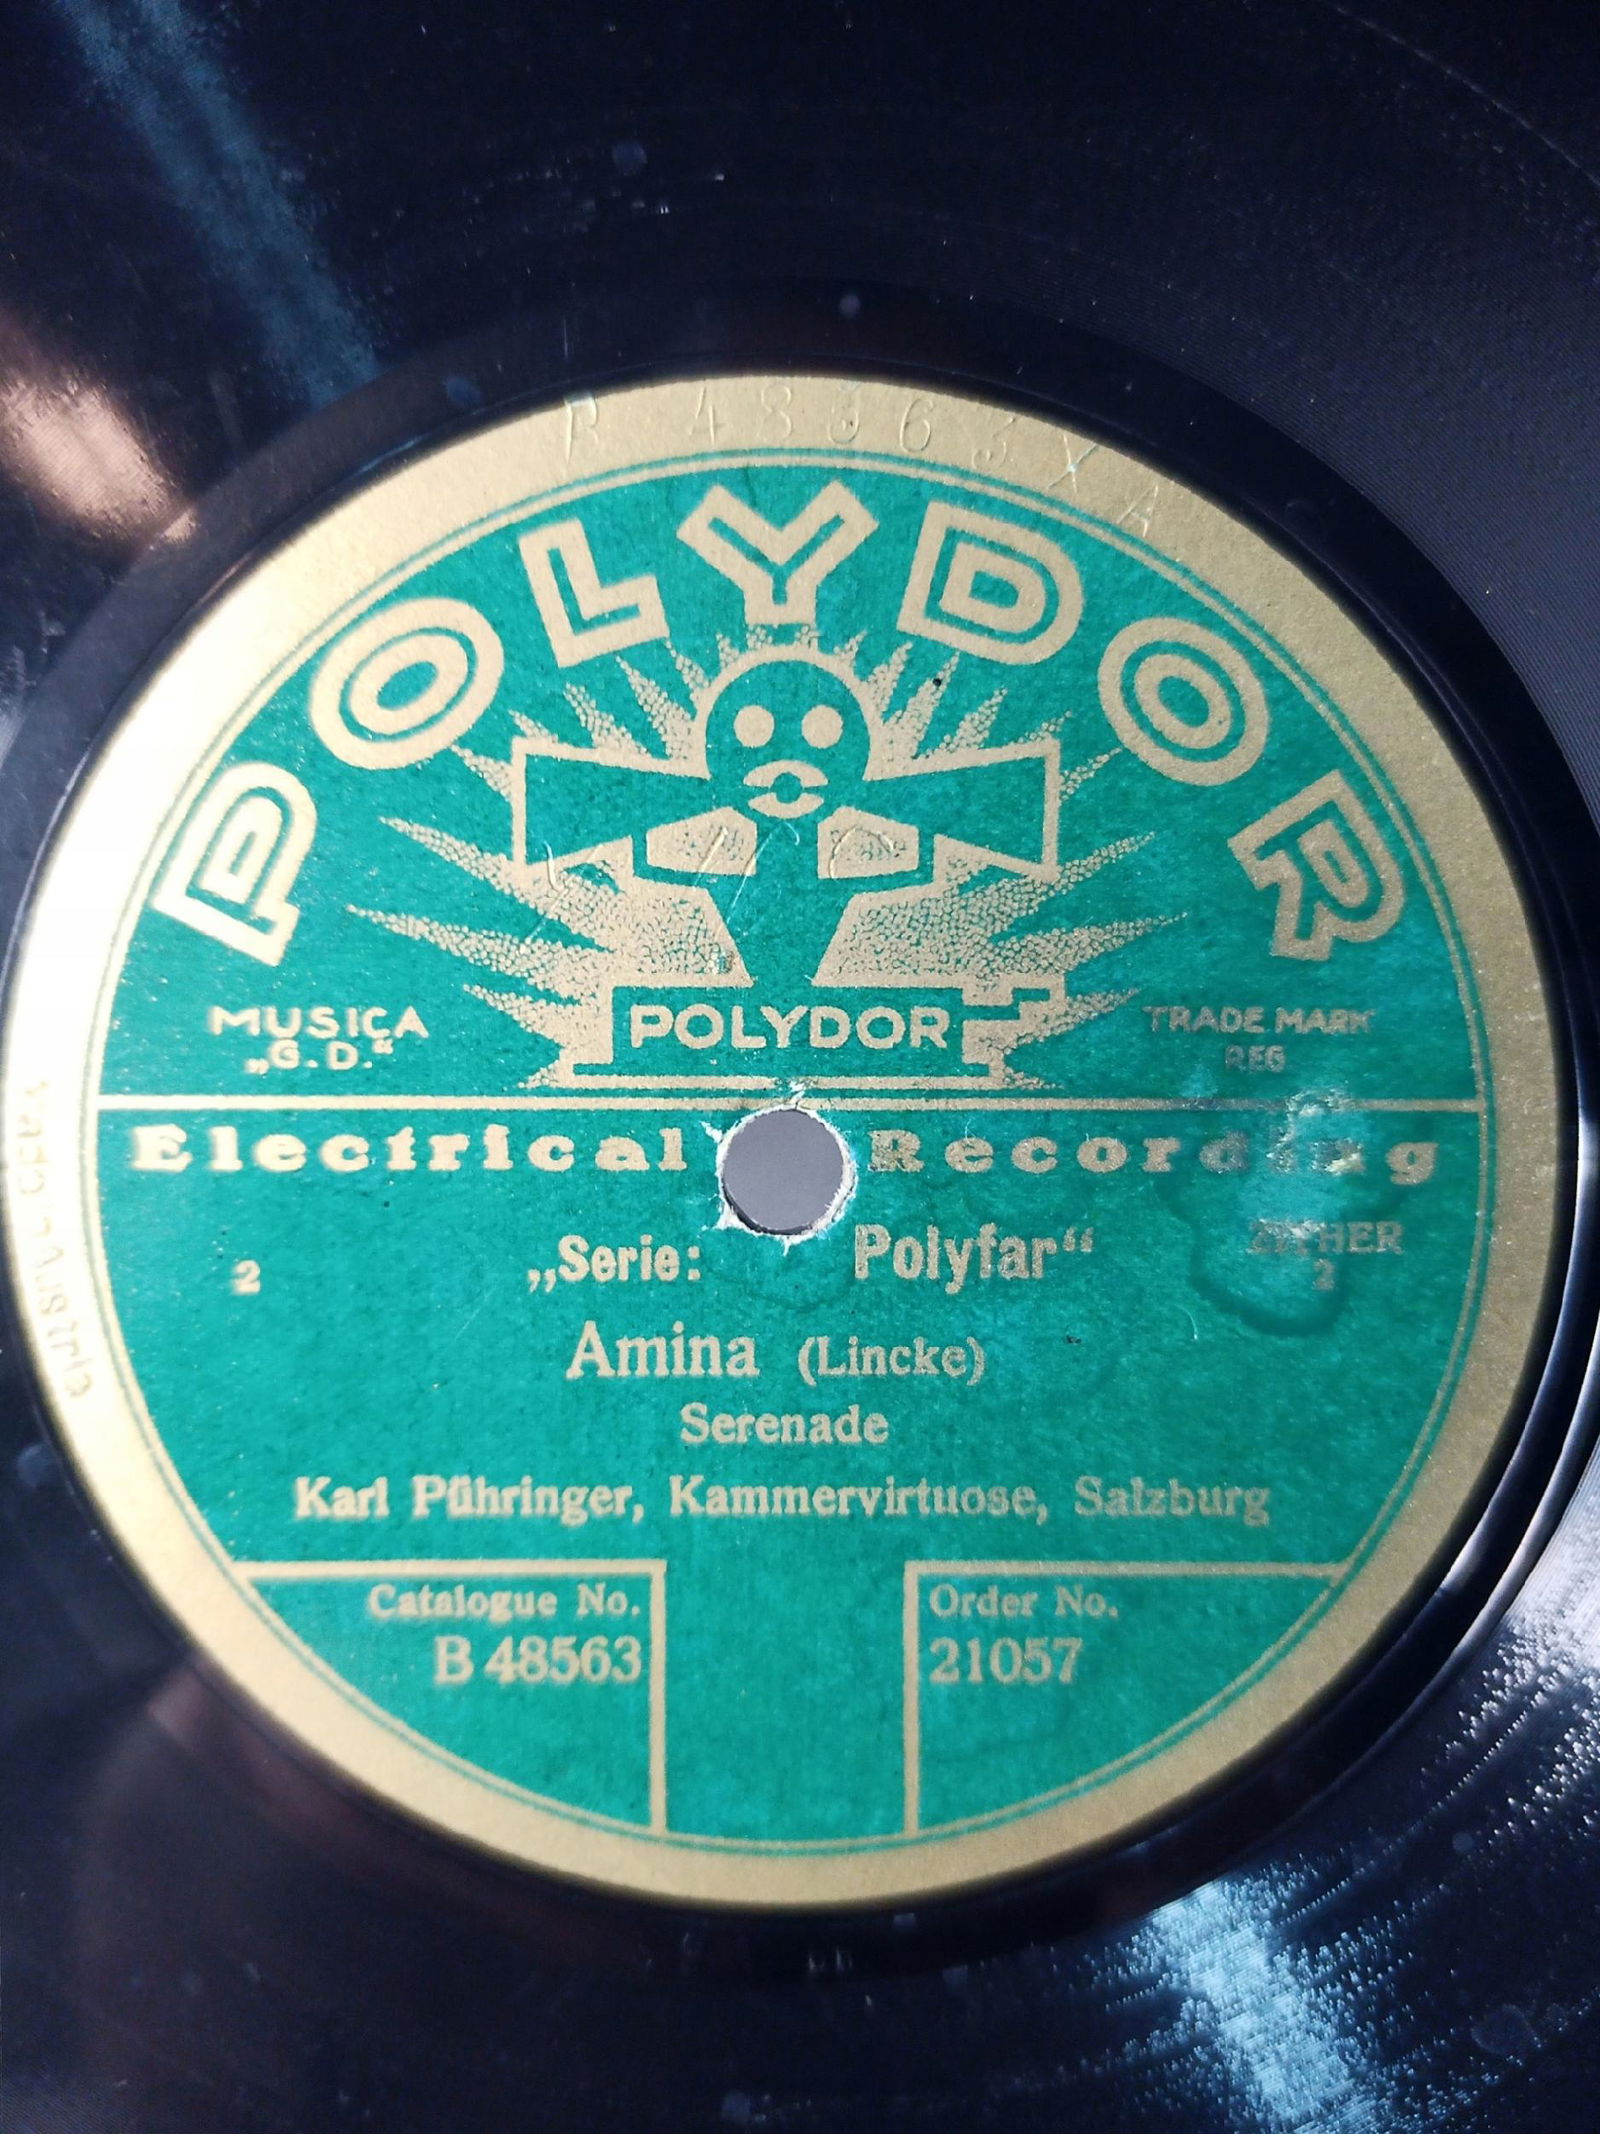 B 48563 X A
POLYDOR
POLYDOR
MUSICA
„G.D.“
TRADE MARK
REG
Electrical Recording
2
„Serie: Polyfar“
ZITHER
2
Amina (Lincke)
Serenade
Karl Pühringer, Kammervirtuose, Salzburg
Catalogue No.
B 48563
Order No.
21057